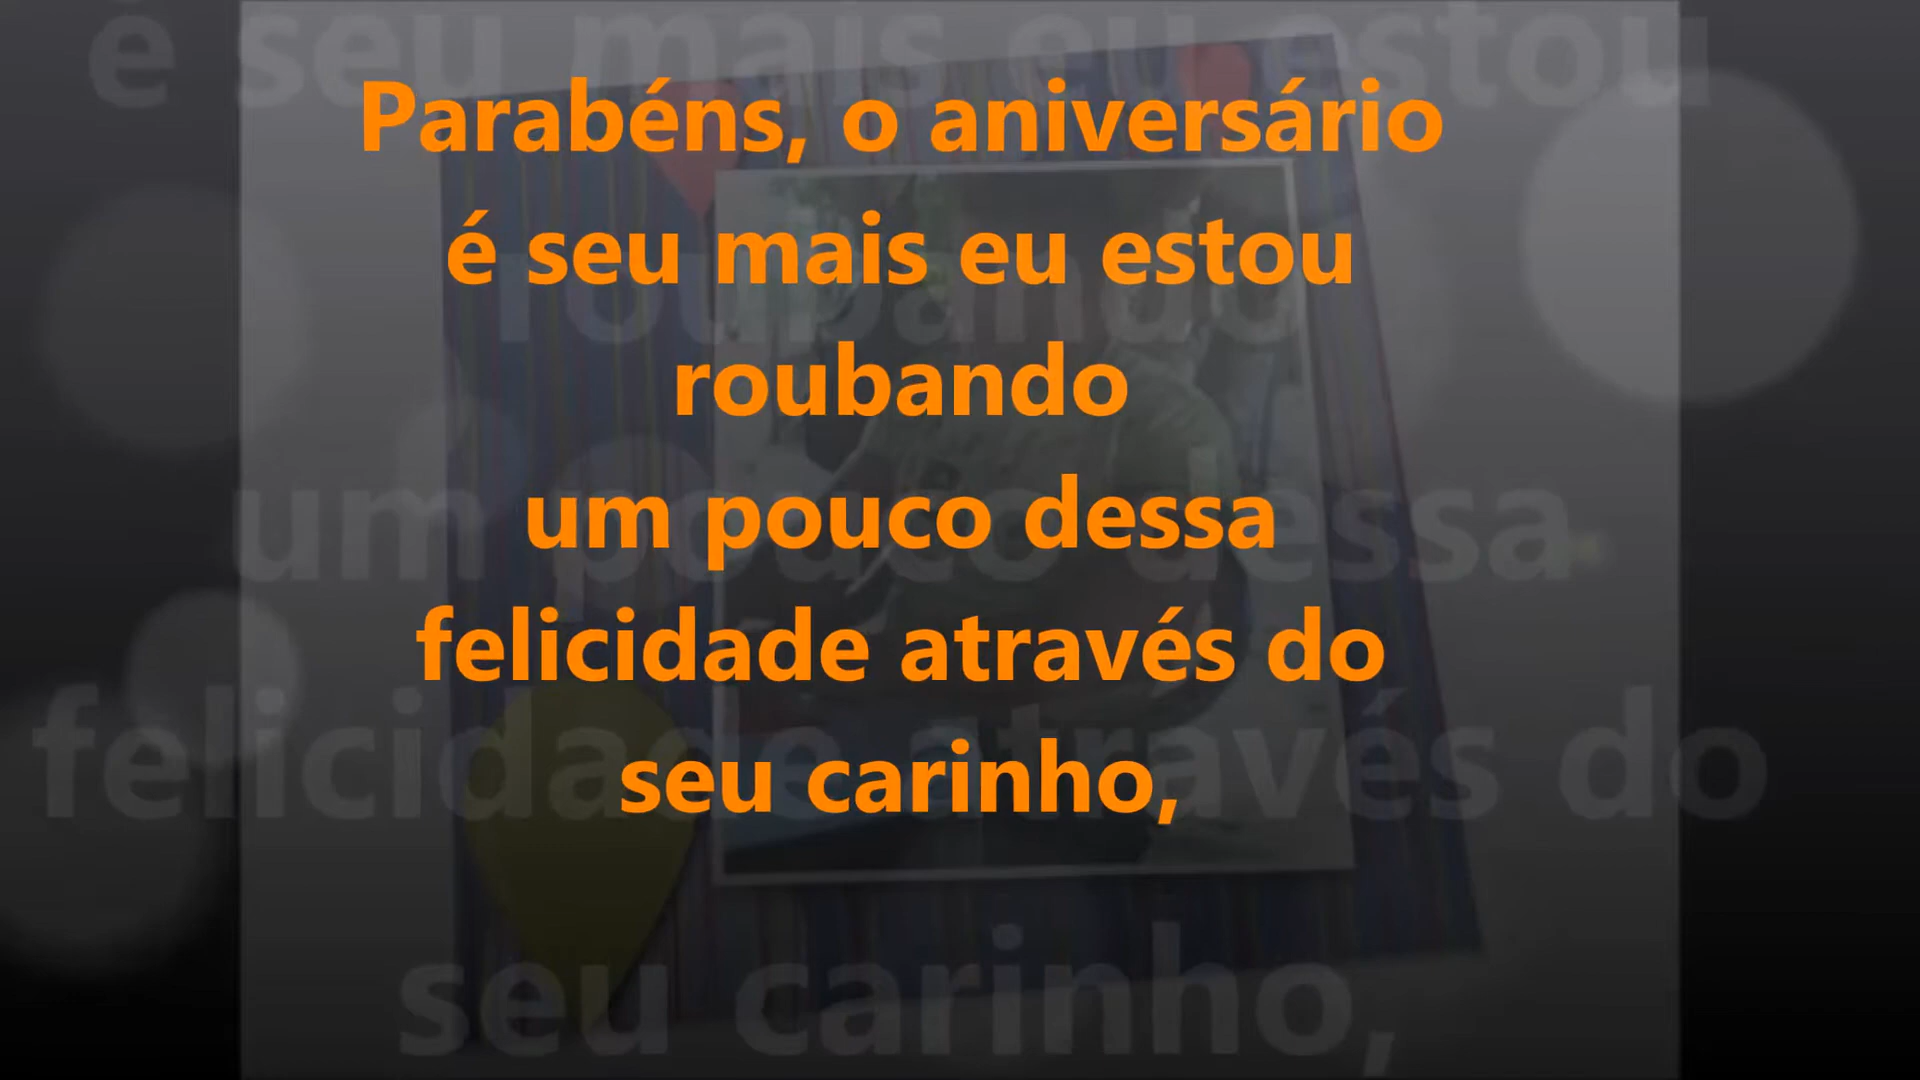 Parabéns, o aniversário
é seu mais eu estou
roubando
um pouco dessa
felicidade através do
seu carinho,